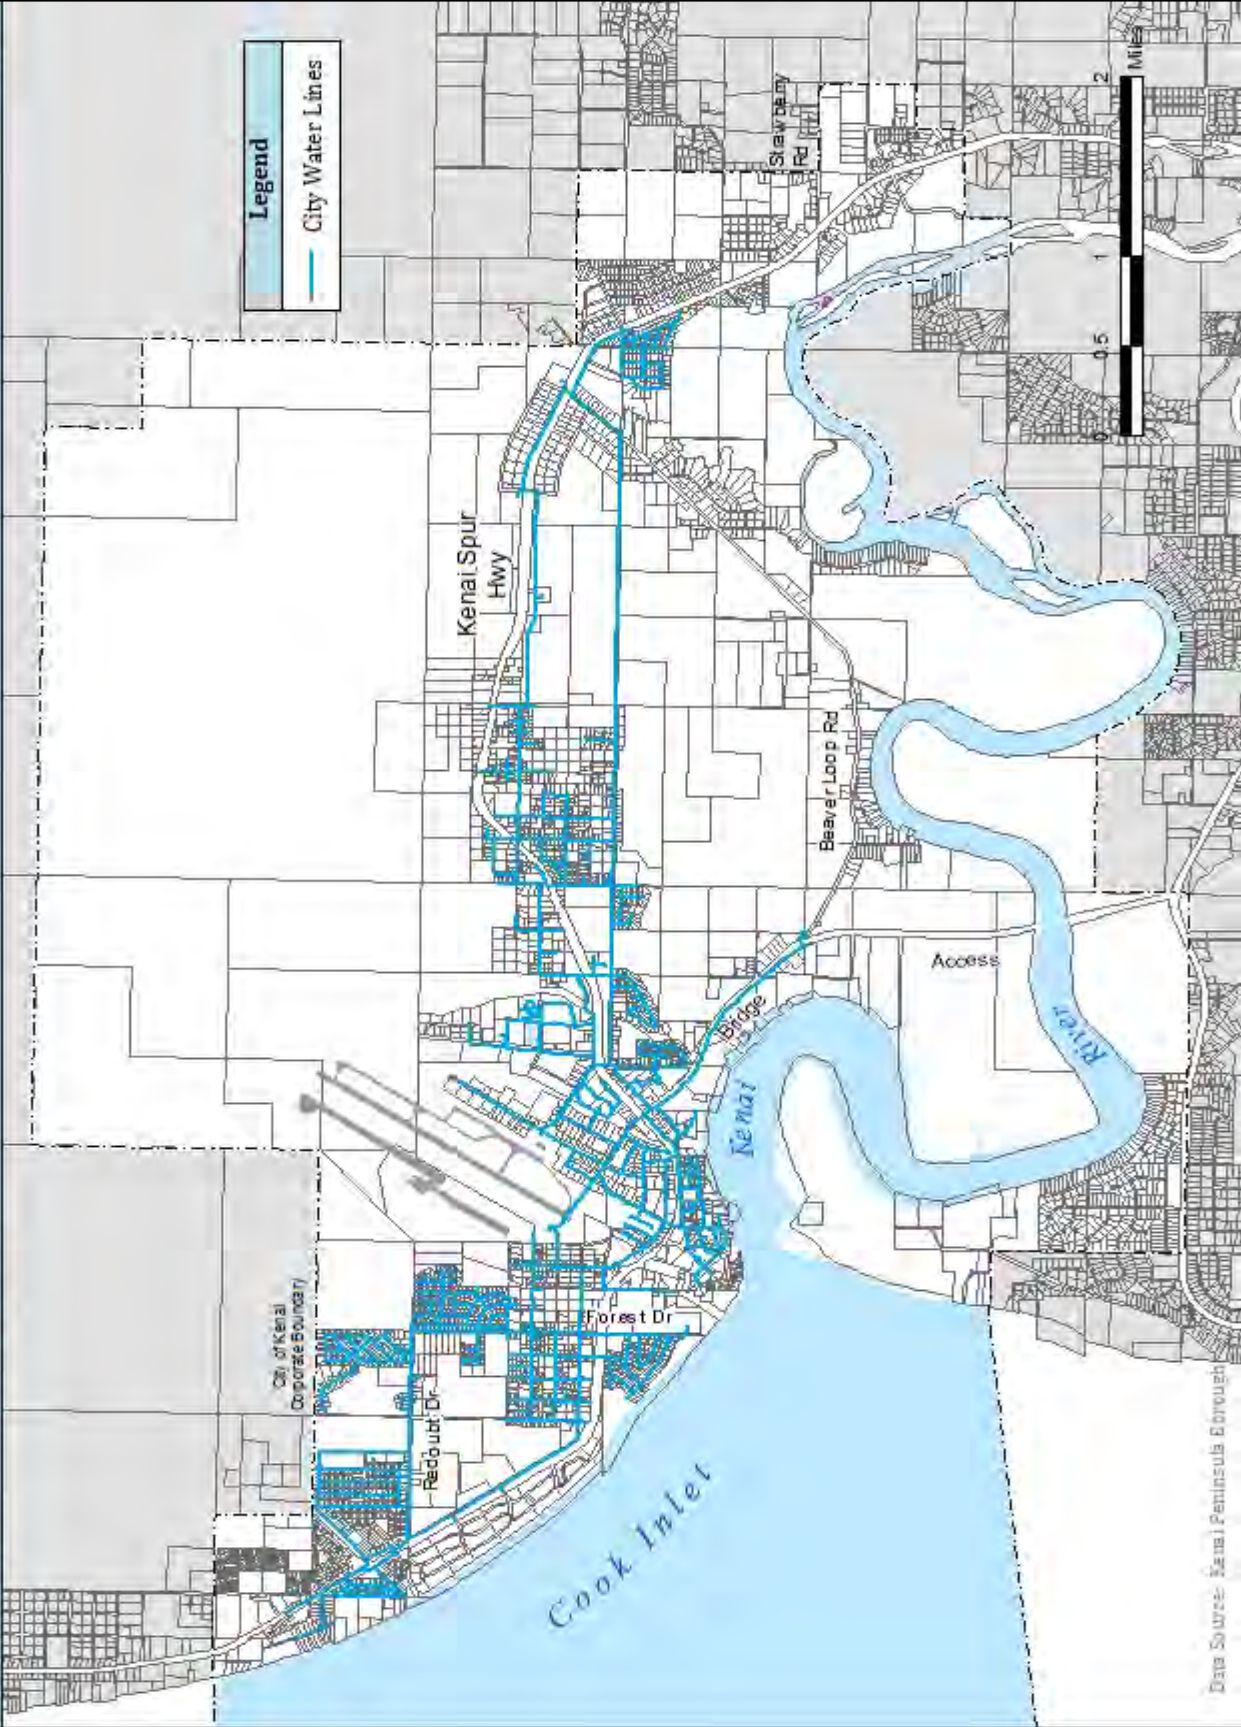 Legend
City Water Lines
Strawberry
Rd
Kenai Spur
Hwy
Beaver Loop Rd
Bridge
Access
Kenai
River
City of Kenai
Corporate Boundary
Redoubt Dr
Forest Dr
Cook Inlet
0
0.5
1
2
Miles
Data Source: Kenai Peninsula Borough